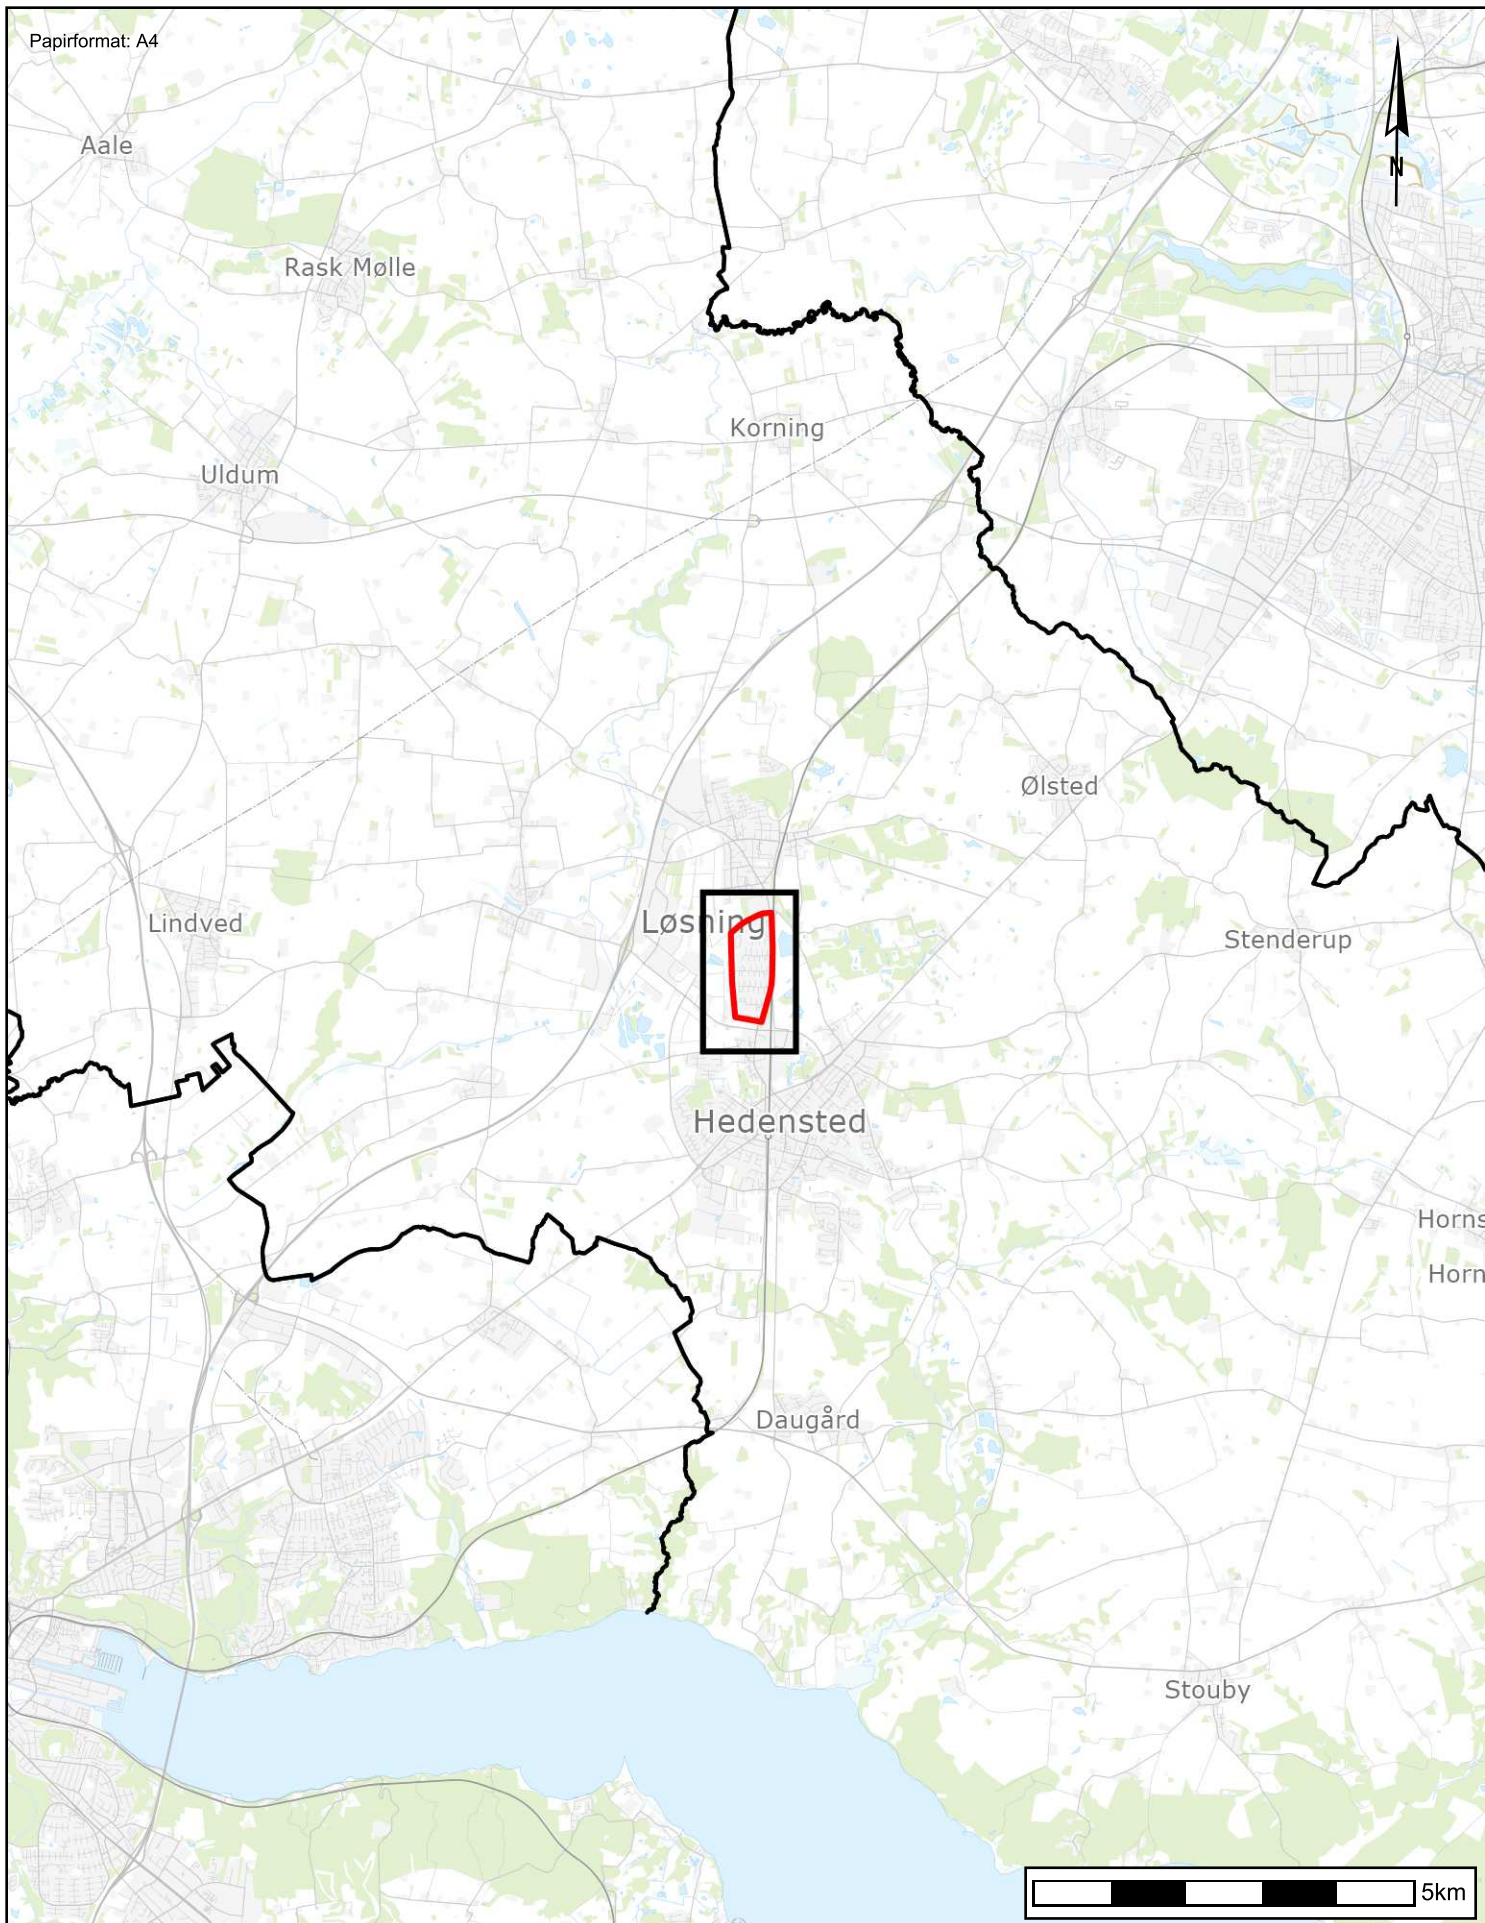 Papirformat: A4
Aale
N
Rask Mølle
Korning
Uldum
Ølsted
Lindved
Løsning
Stenderup
Hedensted
Horns
Horn
Daugård
Stouby
5km